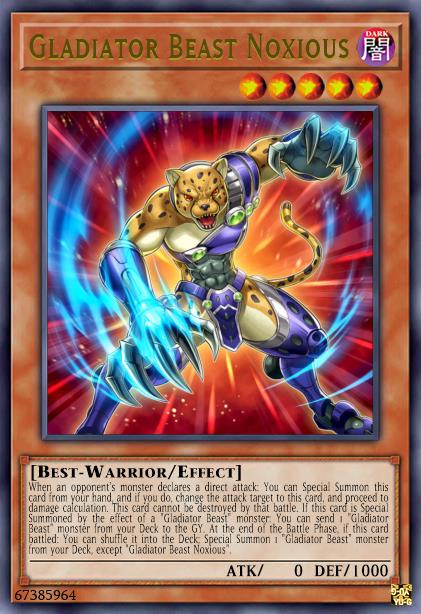 GLADIATOR BEAST NOXIOUS
DARK
闇
[BEST-WARRIOR/EFFECT]
When an opponent's monster declares a direct attack: You can Special Summon this
card from your hand, and if you do, change the attack target to this card, and proceed to
damage calculation. This card cannot be destroyed by that battle. If this card is Special
Summoned by the effect of a "Gladiator Beast" monster: You can send 1 "Gladiator
Beast" monster from your Deck to the GY. At the end of the Battle Phase, if this card
battled: You can shuffle it into the Deck; Special Summon 1 "Gladiator Beast" monster
from your Deck, except "Gladiator Beast Noxious".
ATK/ 0 DEF/1000
67385964